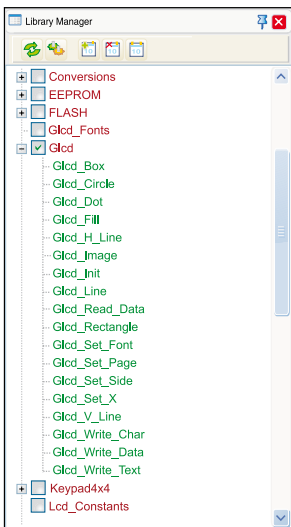 Library Manager
Conversions
EEPROM
FLASH
Glcd_Fonts
Glcd
Glcd_Box
Glcd_Circle
Glcd_Dot
Glcd_Fill
Glcd_H_Line
Glcd_Image
Glcd_Init
Glcd_Line
Glcd_Read_Data
Glcd_Rectangle
Glcd_Set_Font
Glcd_Set_Page
Glcd_Set_Side
Glcd_Set_X
Glcd_V_Line
Glcd_Write_Char
Glcd_Write_Data
Glcd_Write_Text
Keypad4x4
Lcd_Constants